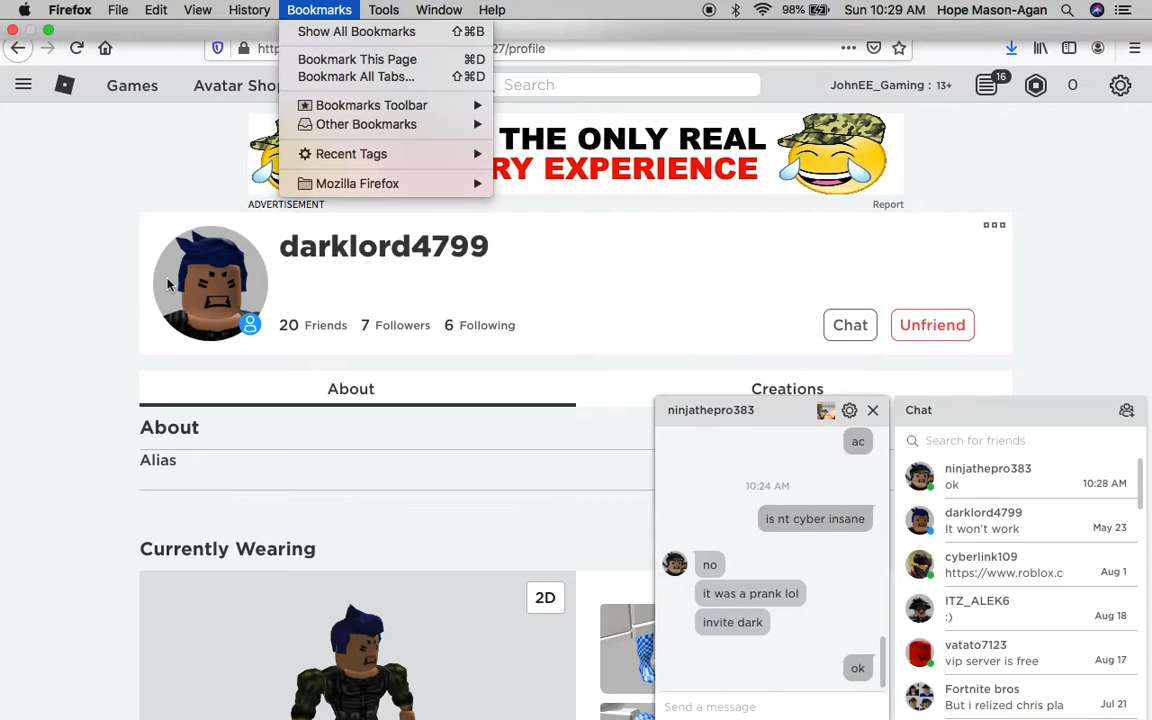 Firefox File Edit View History Bookmarks Tools Window Help 98% Sun 10:29 AM Hope Mason-Agan
Show All Bookmarks ⇧⌘B
Bookmark This Page ⌘D
Bookmark All Tabs... ⇧⌘D
Bookmarks Toolbar
Other Bookmarks
Recent Tags
Mozilla Firefox
27/profile
Games Avatar Sho Search JohnEE_Gaming : 13+ 16 0
THE ONLY REAL
RY EXPERIENCE
ADVERTISEMENT Report
darklord4799
20 Friends 7 Followers 6 Following Chat Unfriend
About Creations
About
Alias
Currently Wearing
2D
ninjathepro383
ac
10:24 AM
is nt cyber insane
no
it was a prank lol
invite dark
ok
Send a message
Chat
Search for friends
ninjathepro383
ok 10:28 AM
darklord4799
It won't work May 23
cyberlink109
https://www.roblox.c Aug 1
ITZ_ALEK6
:) Aug 18
vatato7123
vip server is free Aug 17
Fortnite bros
But i relized chris pla Jul 21